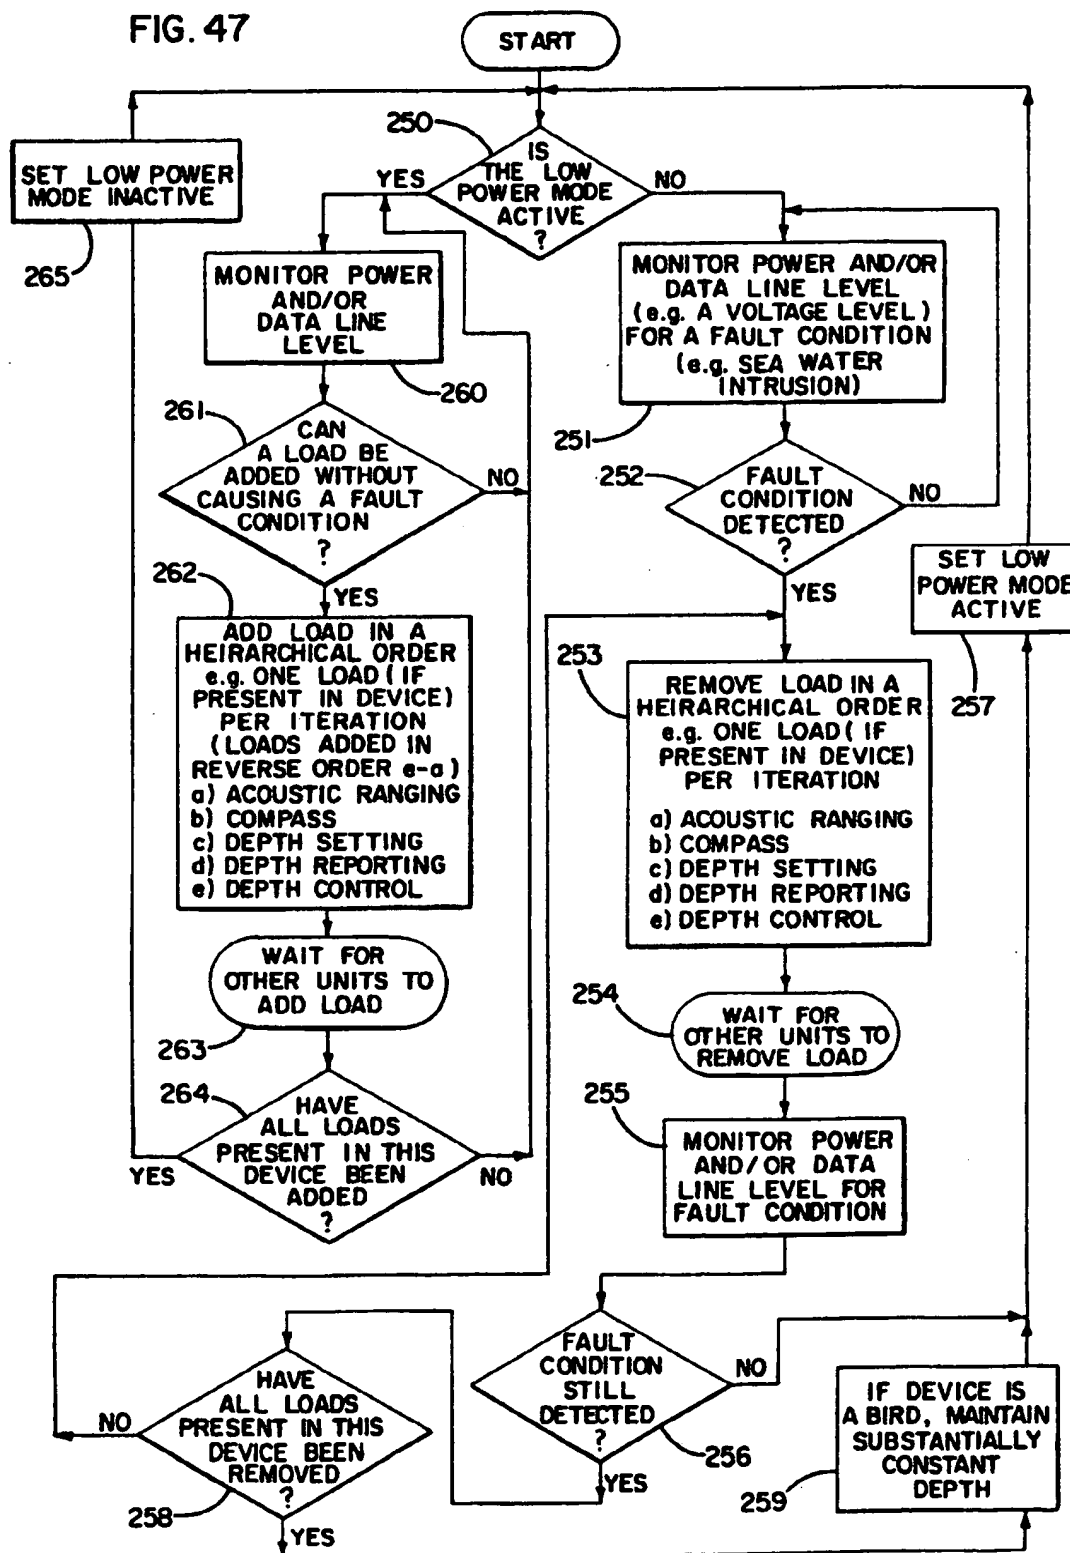 FIG. 47
START
250
IS
THE LOW
POWER MODE
ACTIVE
?
YES
NO
SET LOW POWER
MODE INACTIVE
265
MONITOR POWER
AND/OR
DATA LINE
LEVEL
260
261
CAN
A LOAD BE
ADDED WITHOUT
CAUSING A FAULT
CONDITION
?
NO
YES
262
ADD LOAD IN A
HEIRARCHICAL ORDER
e.g. ONE LOAD (IF
PRESENT IN DEVICE)
PER ITERATION
(LOADS ADDED IN
REVERSE ORDER e-a)
a) ACOUSTIC RANGING
b) COMPASS
c) DEPTH SETTING
d) DEPTH REPORTING
e) DEPTH CONTROL
WAIT FOR
OTHER UNITS TO
ADD LOAD
263
264
HAVE
ALL LOADS
PRESENT IN THIS
DEVICE BEEN
ADDED
?
YES
NO
MONITOR POWER AND/OR
DATA LINE LEVEL
(e.g. A VOLTAGE LEVEL)
FOR A FAULT CONDITION
(e.g. SEA WATER
INTRUSION)
251
252
FAULT
CONDITION
DETECTED
?
NO
YES
SET LOW
POWER MODE
ACTIVE
257
253
REMOVE LOAD IN A
HEIRARCHICAL ORDER
e.g. ONE LOAD (IF
PRESENT IN DEVICE)
PER ITERATION
a) ACOUSTIC RANGING
b) COMPASS
c) DEPTH SETTING
d) DEPTH REPORTING
e) DEPTH CONTROL
254
WAIT FOR
OTHER UNITS TO
REMOVE LOAD
255
MONITOR POWER
AND/OR DATA
LINE LEVEL FOR
FAULT CONDITION
FAULT
CONDITION
STILL
DETECTED
?
NO
256
YES
HAVE
ALL LOADS
PRESENT IN THIS
DEVICE BEEN
REMOVED
?
NO
258
YES
IF DEVICE IS
A BIRD, MAINTAIN
SUBSTANTIALLY
CONSTANT
DEPTH
259